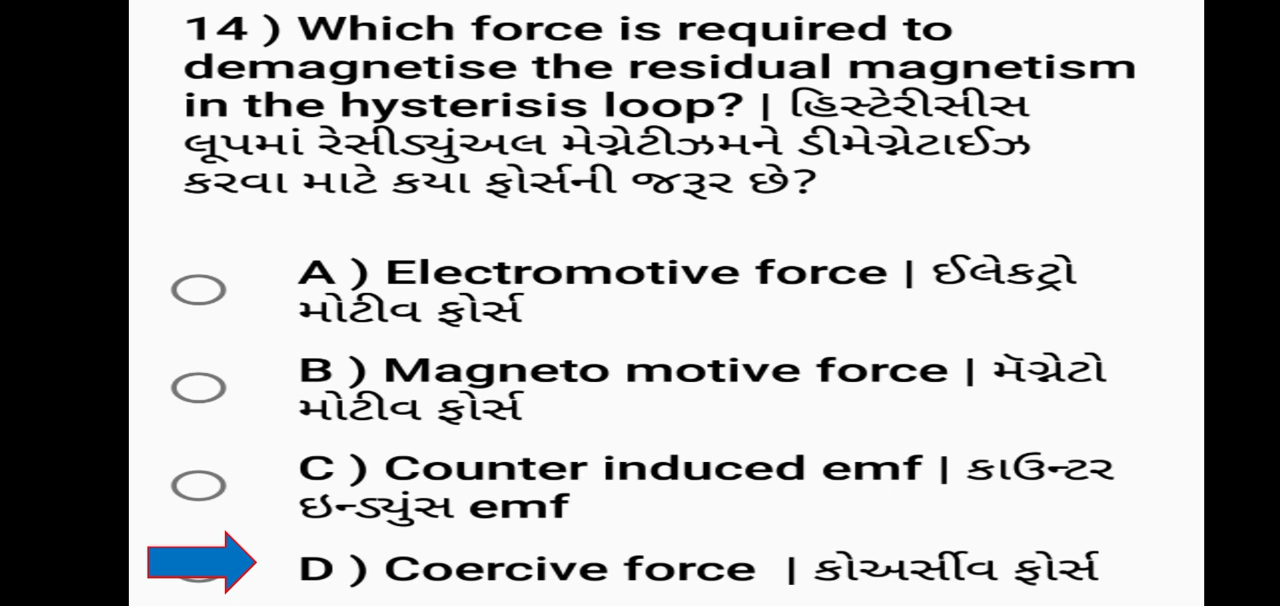 14 ) Which force is required to
demagnetise the residual magnetism
in the hysterisis loop? | હિસ્ટેરીસીસ
લૂપમાં રેસીડ્યુંઅલ મેગ્નેટીઝમને ડીમેગ્નેટાઈઝ
કરવા માટે કયા ફોર્સની જરૂર છે?
A ) Electromotive force | ઈલેકટ્રો
મોટીવ ફોર્સ
B ) Magneto motive force | મૅગ્નેટો
મોટીવ ફોર્સ
C ) Counter induced emf | કાઉન્ટર
ઇન્ડ્યુંસ emf
D ) Coercive force | કોઅર્સીવ ફોર્સ